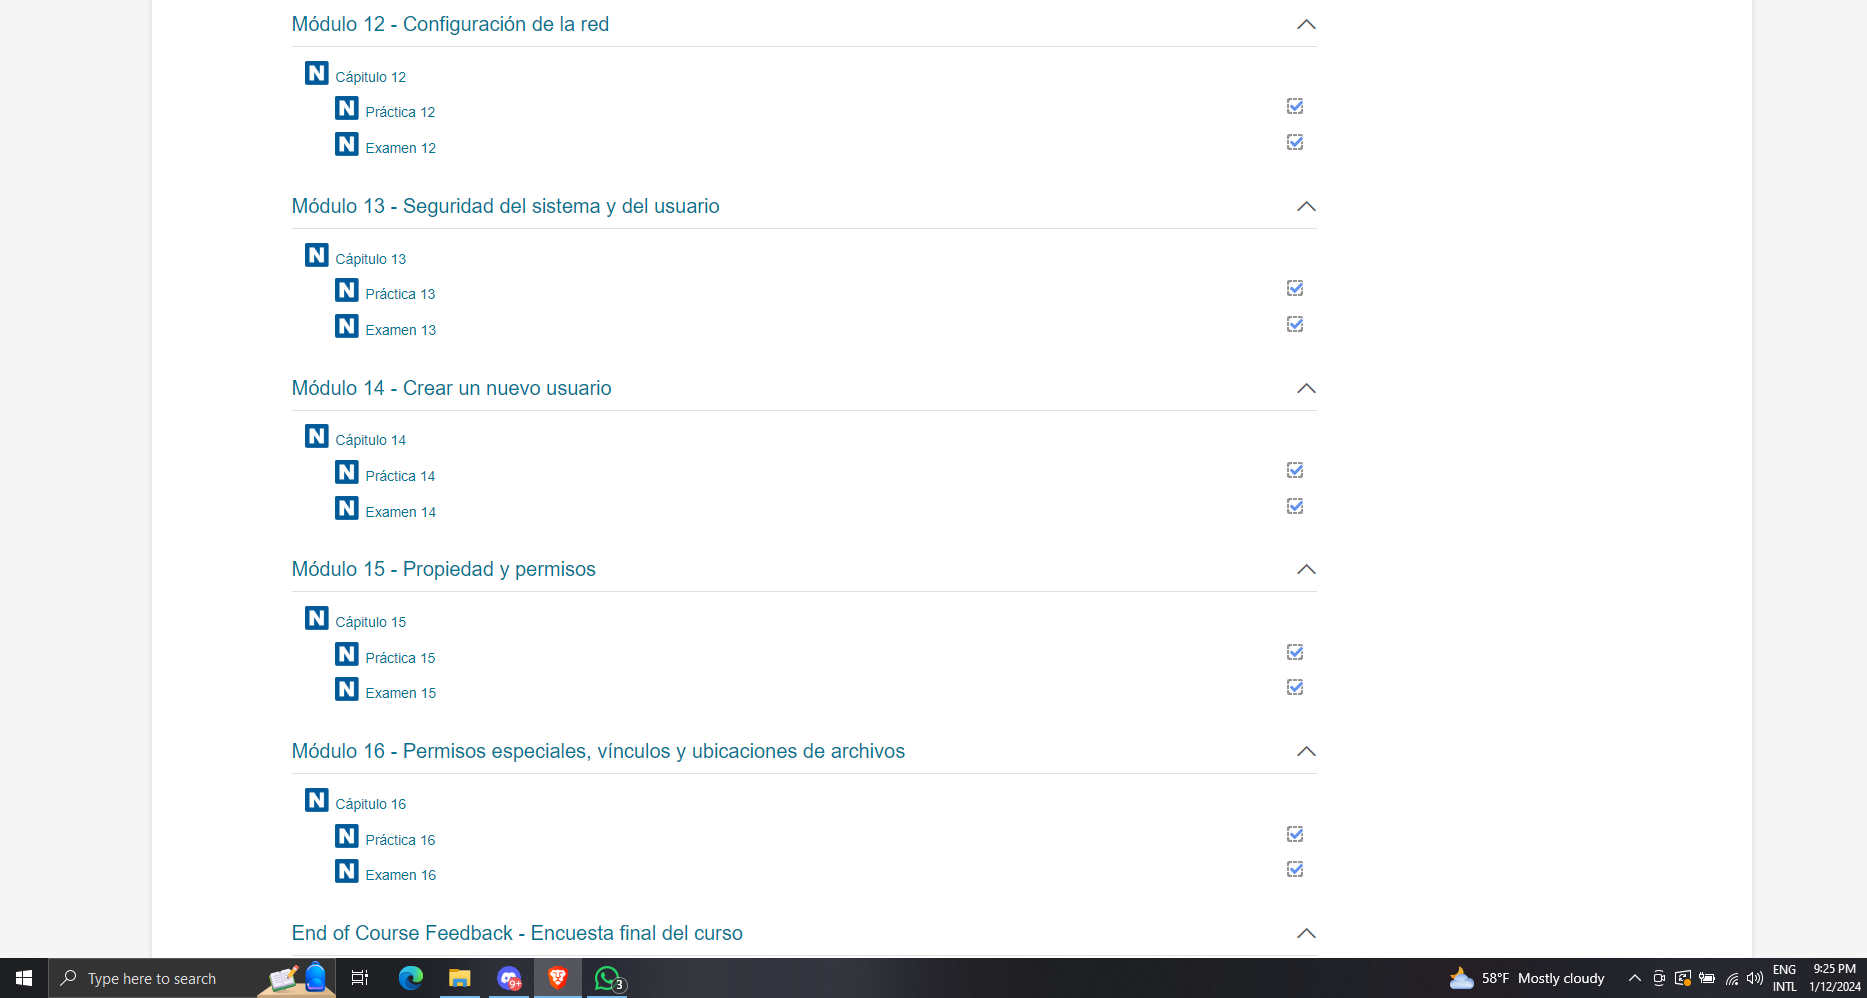 Módulo 12 - Configuración de la red
N Cápitulo 12
N Práctica 12
N Examen 12
Módulo 13 - Seguridad del sistema y del usuario
N Cápitulo 13
N Práctica 13
N Examen 13
Módulo 14 - Crear un nuevo usuario
N Cápitulo 14
N Práctica 14
N Examen 14
Módulo 15 - Propiedad y permisos
N Cápitulo 15
N Práctica 15
N Examen 15
Módulo 16 - Permisos especiales, vínculos y ubicaciones de archivos
N Cápitulo 16
N Práctica 16
N Examen 16
End of Course Feedback - Encuesta final del curso
Type here to search
9+
3
58°F Mostly cloudy
ENG
INTL
9:25 PM
1/12/2024